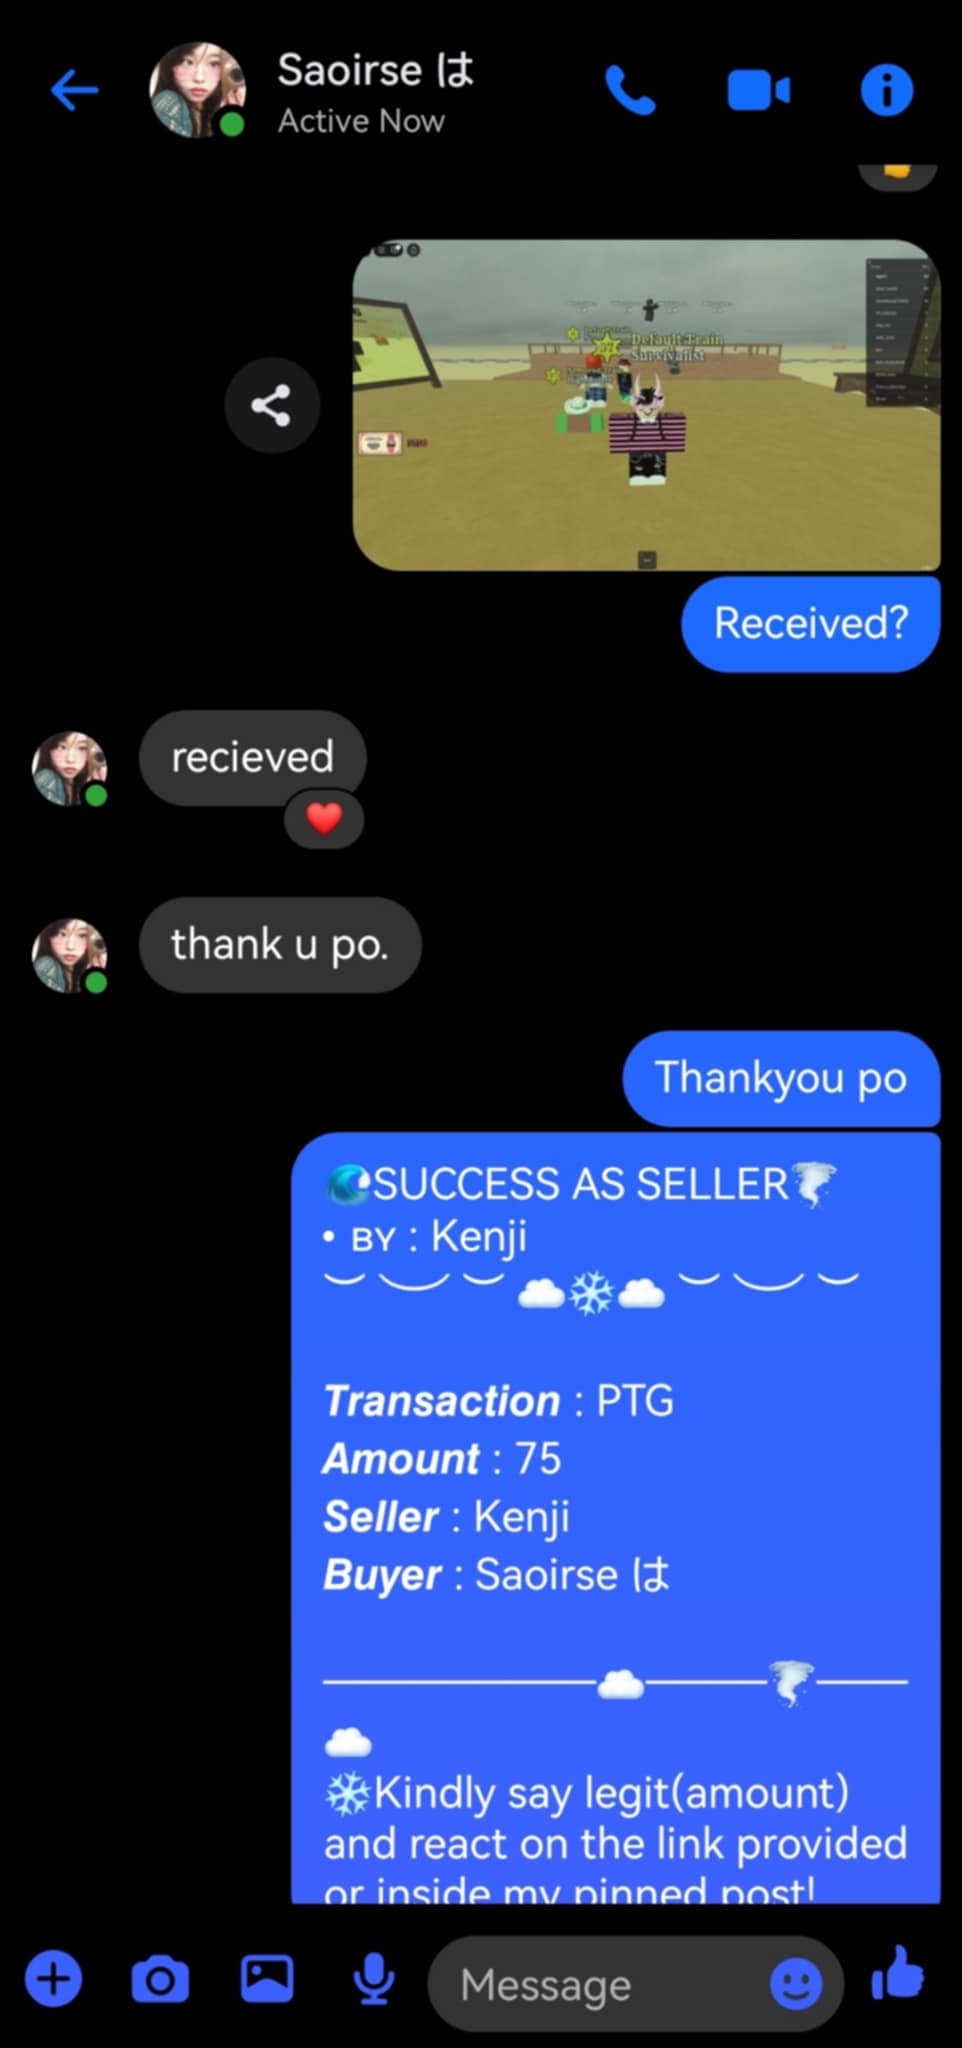 Saoirse は
Active Now
Default Train
Survivalist
Received?
recieved
thank u po.
Thankyou po
🌊SUCCESS AS SELLER🌪️
• BY : Kenji
︶︶︶☁️❄️☁️︶︶︶
Transaction : PTG
Amount : 75
Seller : Kenji
Buyer : Saoirse は
☁️🌪️
☁️
❄️Kindly say legit(amount)
and react on the link provided
or inside my pinned post!
Message